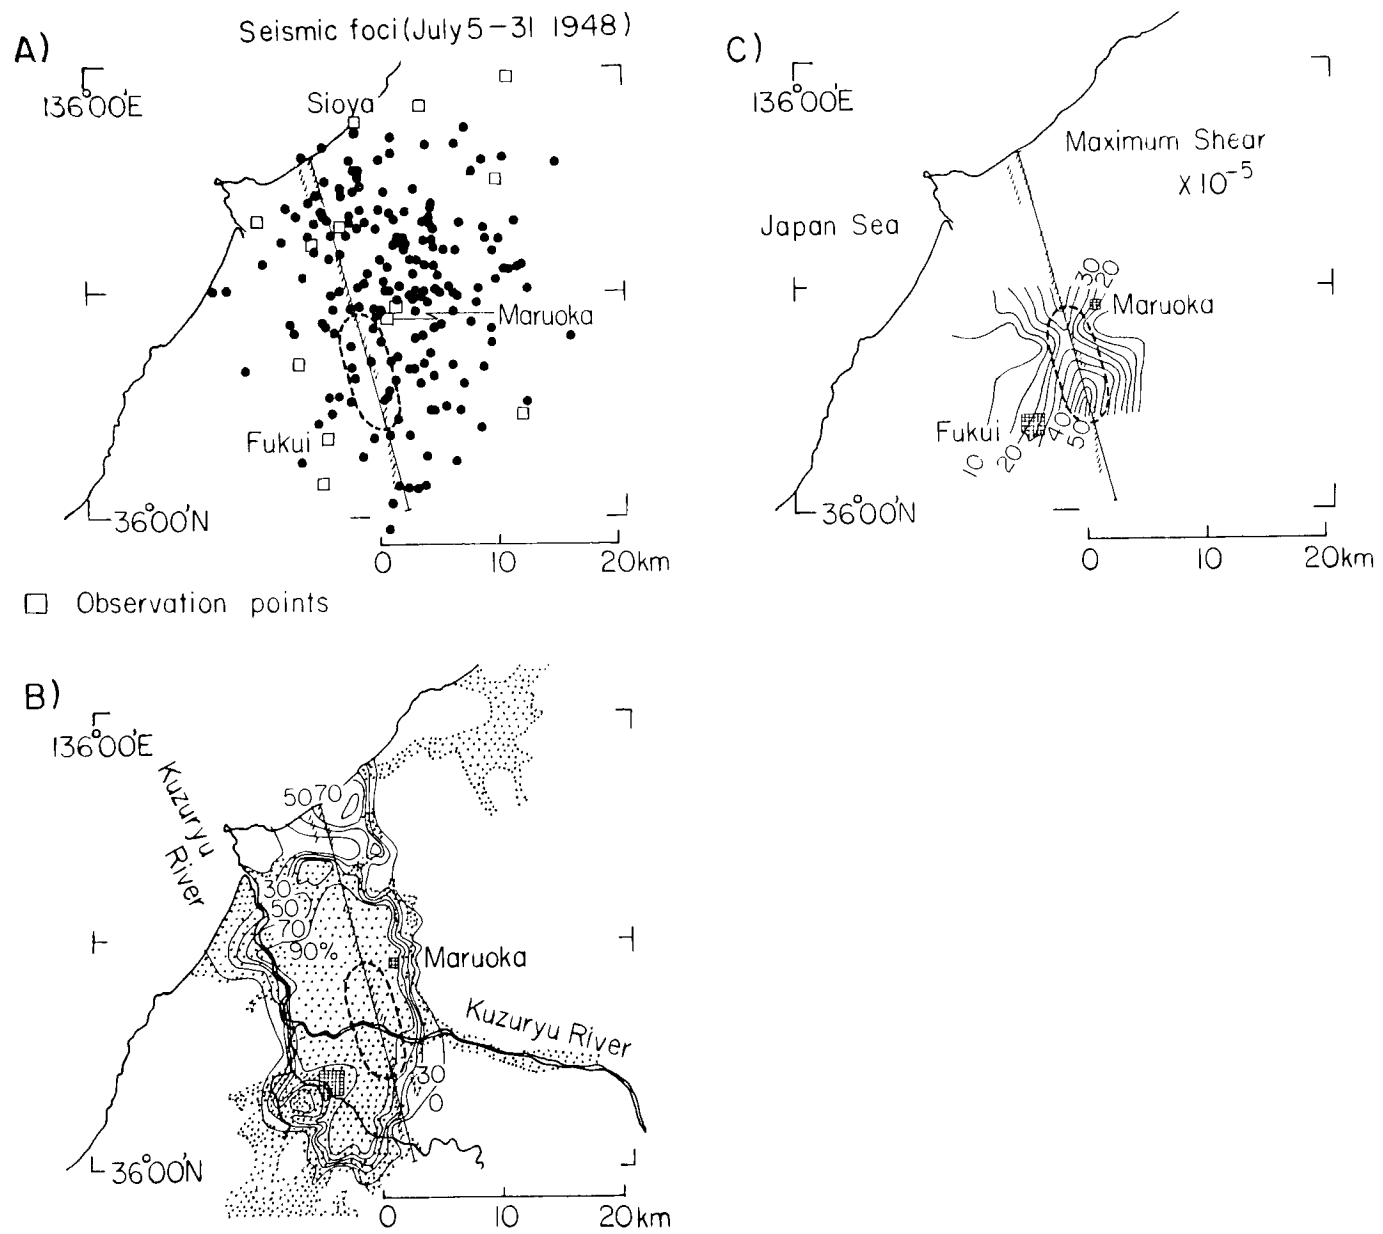 A)
Seismic foci (July 5-31 1948)
136°00'E
Sioya
Maruoka
Fukui
36°00'N
0 10 20km
□ Observation points
C)
136°00'E
Maximum Shear
X 10⁻⁵
Japan Sea
30
20
Maruoka
Fukui
10
20
40
50
36°00'N
0 10 20km
B)
136°00'E
Kuzuryu
River
50 70
30
50
70
90%
Maruoka
Kuzuryu River
30
0
36°00'N
0 10 20km